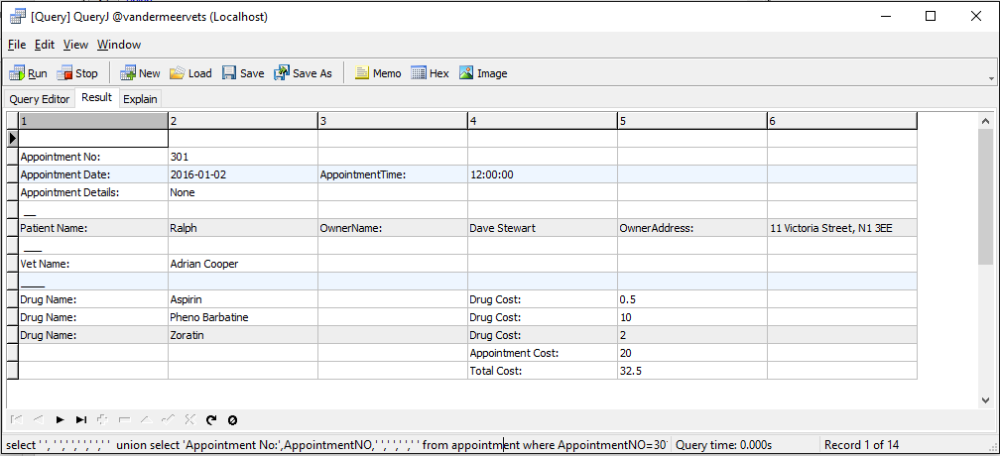 [Query] QueryJ @vandermeervets (Localhost)
File Edit View Window
Run Stop New Load Save Save As Memo Hex Image
Query Editor Result Explain
1 2 3 4 5 6
Appointment No: 301
Appointment Date: 2016-01-02 AppointmentTime: 12:00:00
Appointment Details: None
__
Patient Name: Ralph OwnerName: Dave Stewart OwnerAddress: 11 Victoria Street, N1 3EE
___
Vet Name: Adrian Cooper
____
Drug Name: Aspirin Drug Cost: 0.5
Drug Name: Pheno Barbatine Drug Cost: 10
Drug Name: Zoratin Drug Cost: 2
Appointment Cost: 20
Total Cost: 32.5
select ' ', ' ',' ',' ',' ',' ' union select 'Appointment No:',AppointmentNO,' ',' ',' ',' ' from appointment where AppointmentNO=30 Query time: 0.000s Record 1 of 14